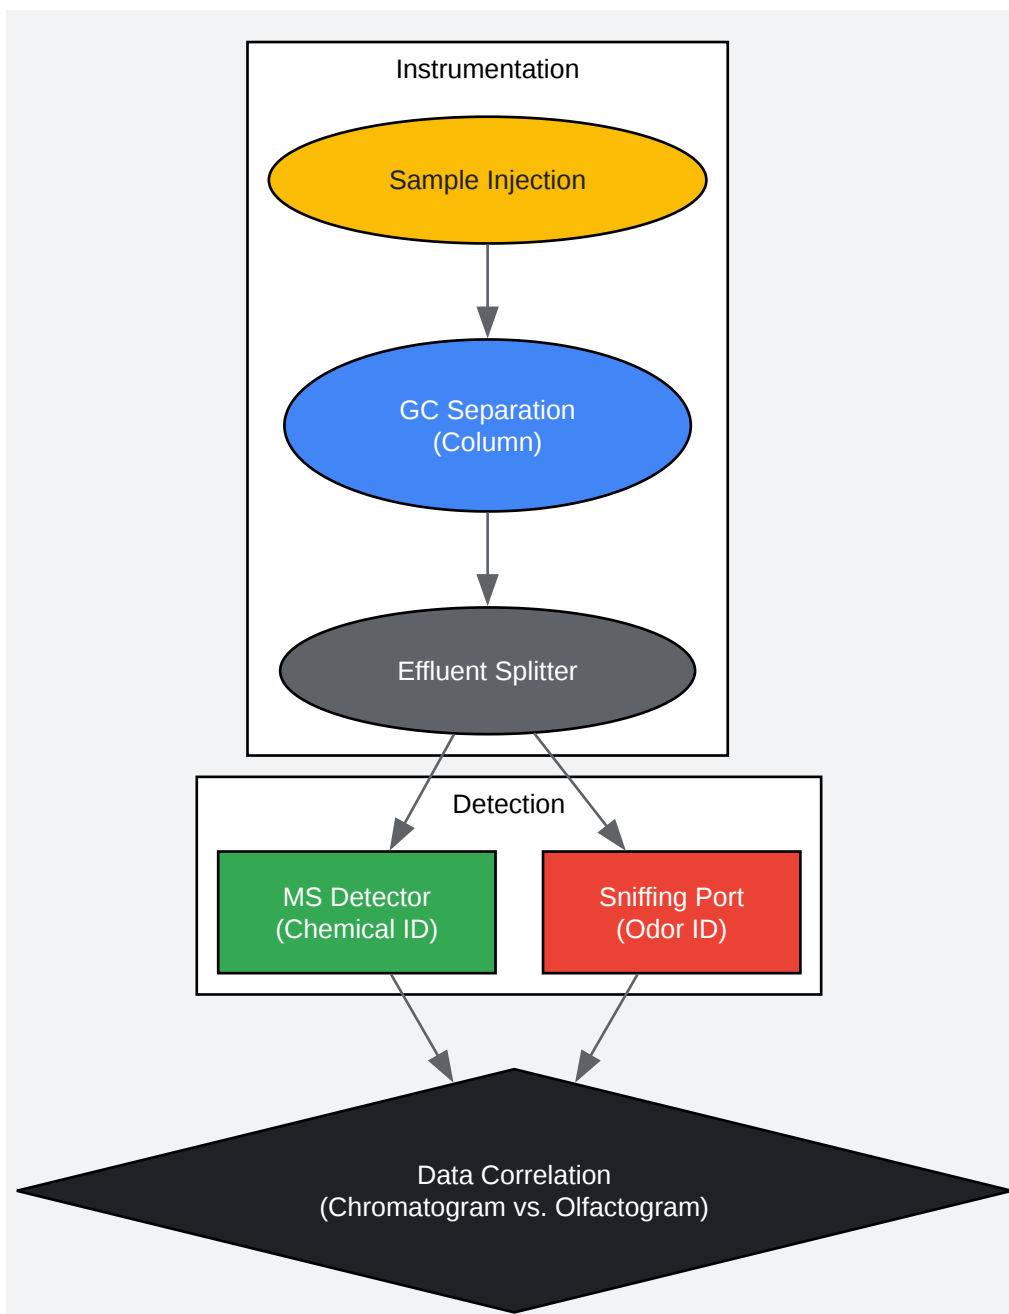 Instrumentation
Sample Injection
GC Separation
(Column)
Effluent Splitter
Detection
MS Detector
(Chemical ID)
Sniffing Port
(Odor ID)
Data Correlation
(Chromatogram vs. Olfactogram)